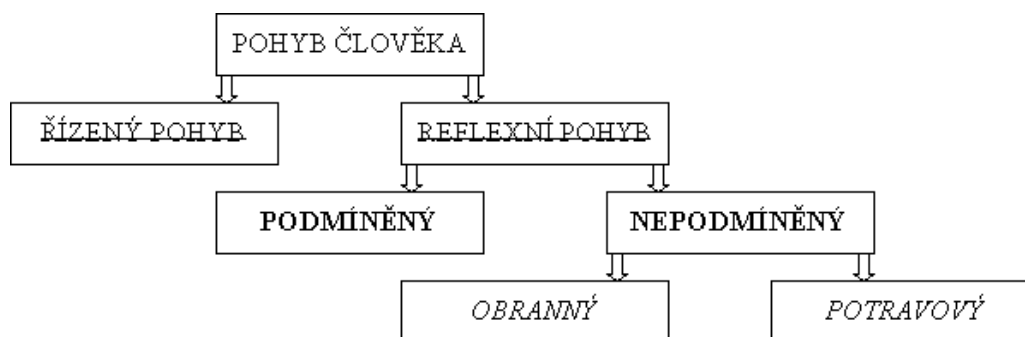 POHYB ČLOVĚKA
ŘÍZENÝ POHYB
REFLEXNÍ POHYB
PODMÍNĚNÝ
NEPODMÍNĚNÝ
OBRANNÝ
POTRAVOVÝ